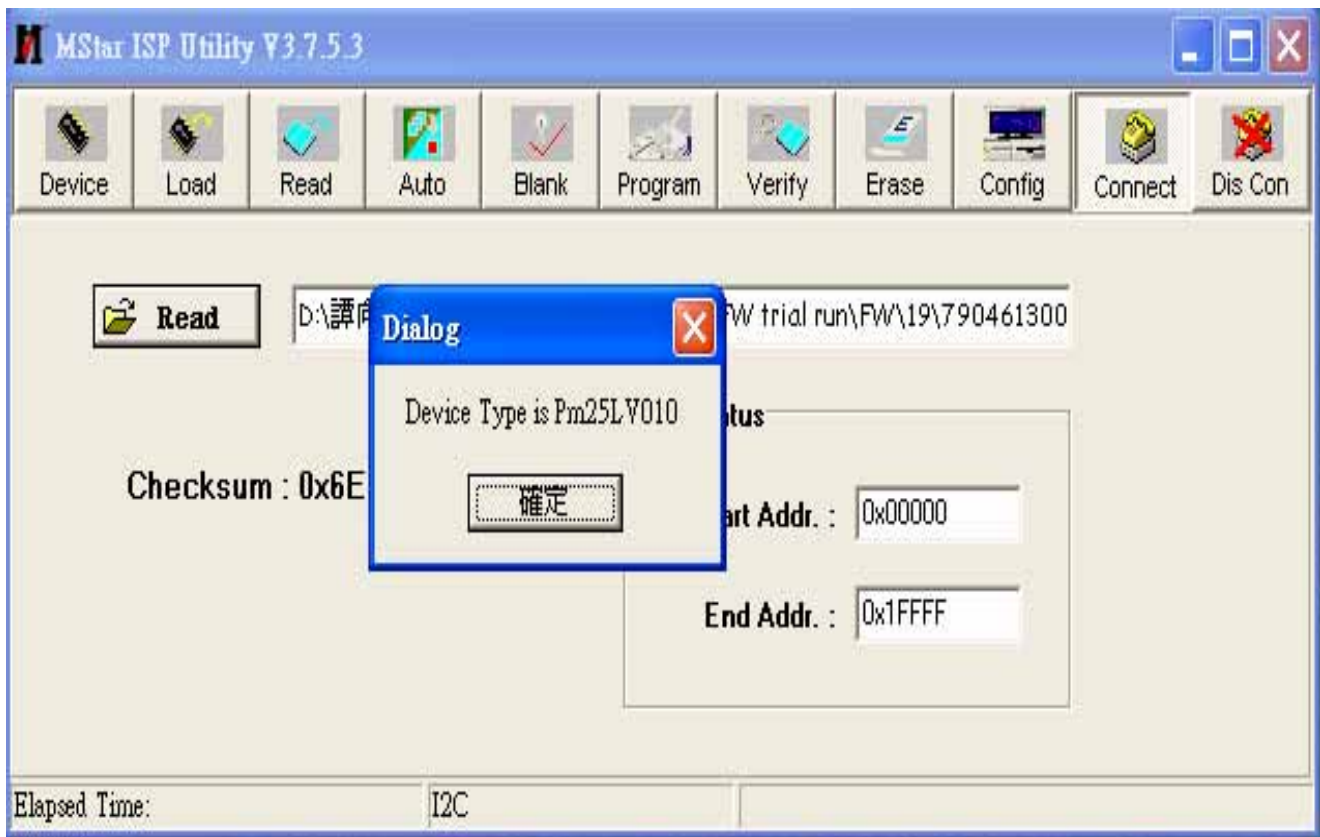 MStar ISP Utility V3.7.5.3
Device Load Read Auto Blank Program Verify Erase Config Connect Dis Con
Read D:\譚 FW trial run\FW\19\790461300
Dialog
Device Type is Pm25LV010
確定
Checksum : 0x6E
tus
art Addr. : 0x00000
End Addr. : 0x1FFFF
Elapsed Time: I2C